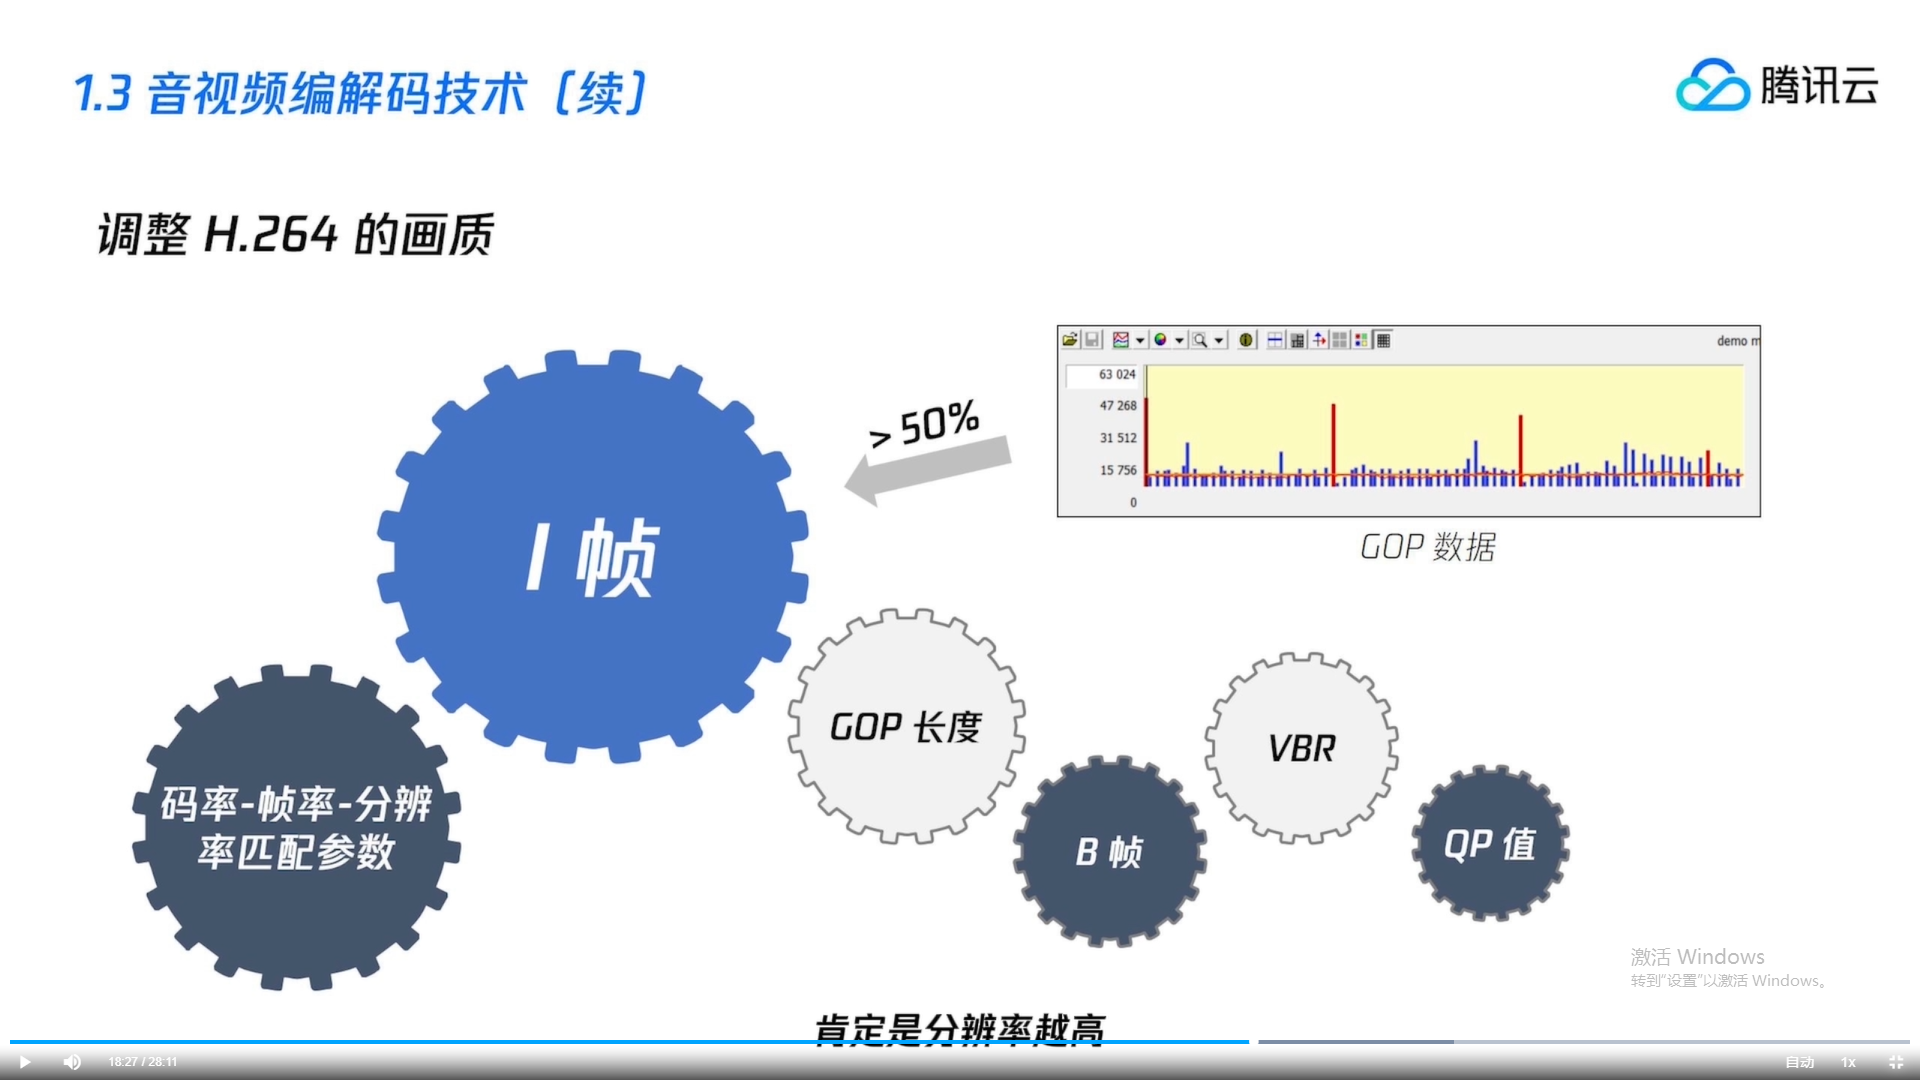 1.3 音视频编解码技术（续）
腾讯云
调整 H.264 的画质
demo m
63 024
47 268
31 512
15 756
0
> 50%
GOP 数据
I 帧
GOP 长度
VBR
码率-帧率-分辨
率匹配参数
B 帧
QP 值
激活 Windows
转到“设置”以激活 Windows。
肯定是分辨率越高
18:27 / 28:11
自动
1x